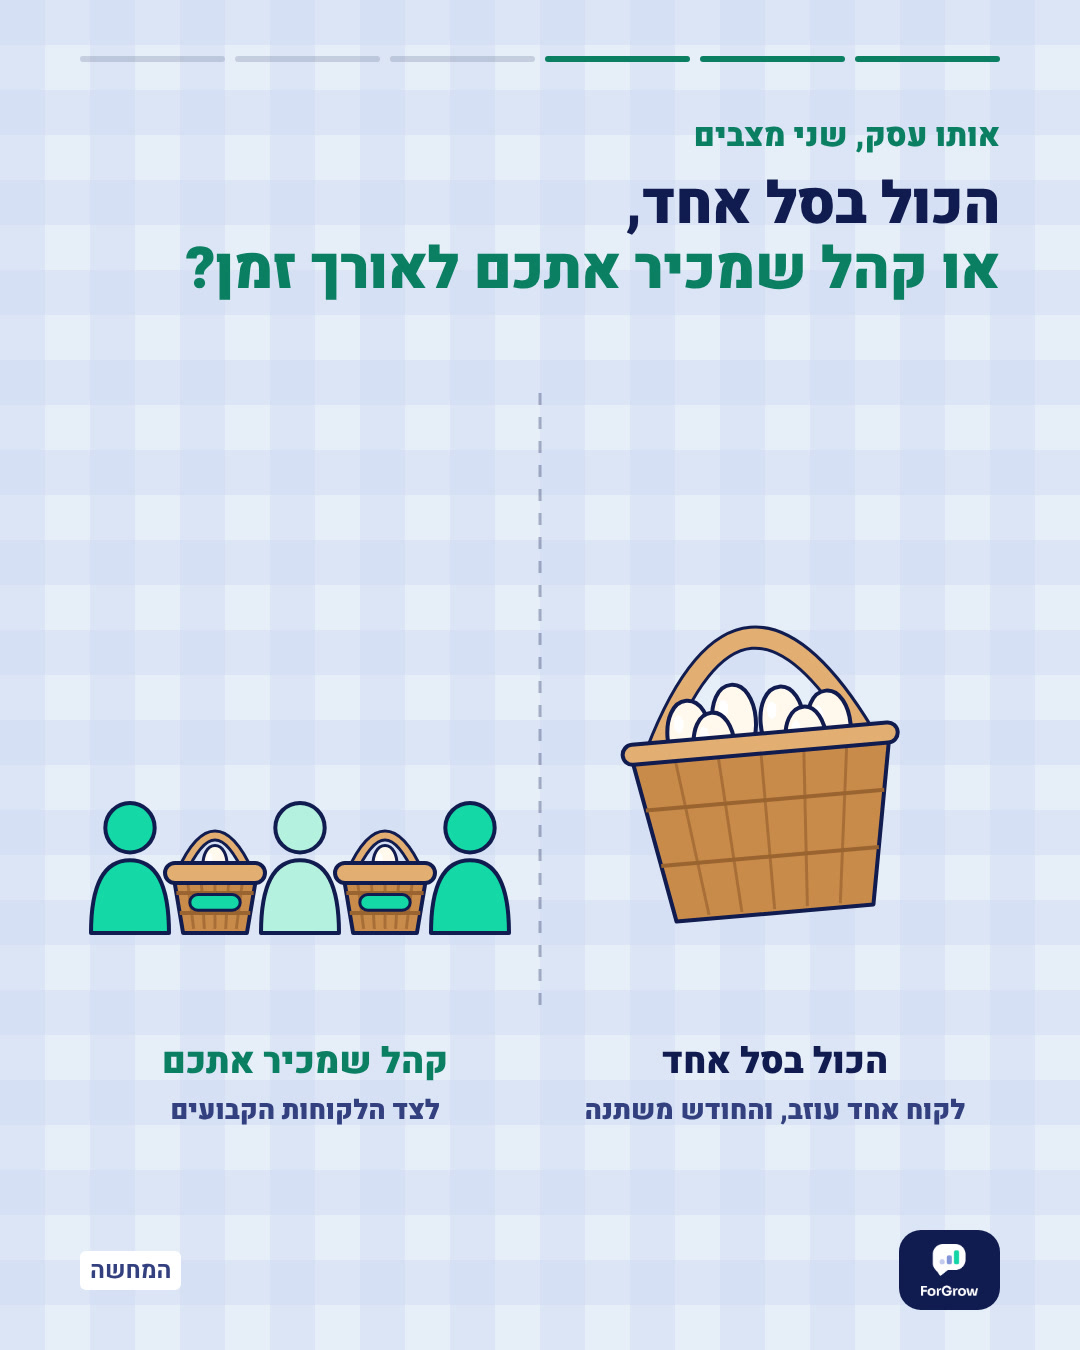 אותו עסק, שני מצבים
הכול בסל אחד,
או קהל שמכיר אתכם לאורך זמן?
הכול בסל אחד
לקוח אחד עוזב, והחודש משתנה
קהל שמכיר אתכם
לצד הלקוחות הקבועים
ForGrow
המחשה